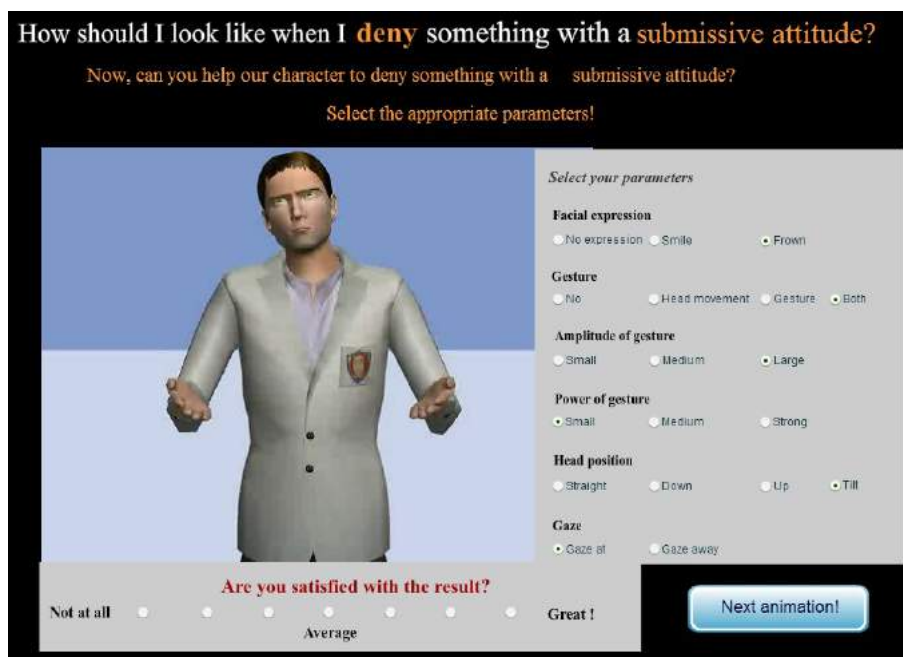 How should I look like when I deny something with a submissive attitude?
Now, can you help our character to deny something with a submissive attitude?
Select the appropriate parameters!
Select your parameters
Facial expression
No expression Smile Frown
Gesture
No Head movement Gesture Both
Amplitude of gesture
Small Medium Large
Power of gesture
Small Medium Strong
Head position
Straight Down Up Tilt
Gaze
Gaze at Gaze away
Are you satisfied with the result?
Not at all Great !
Average
Next animation!